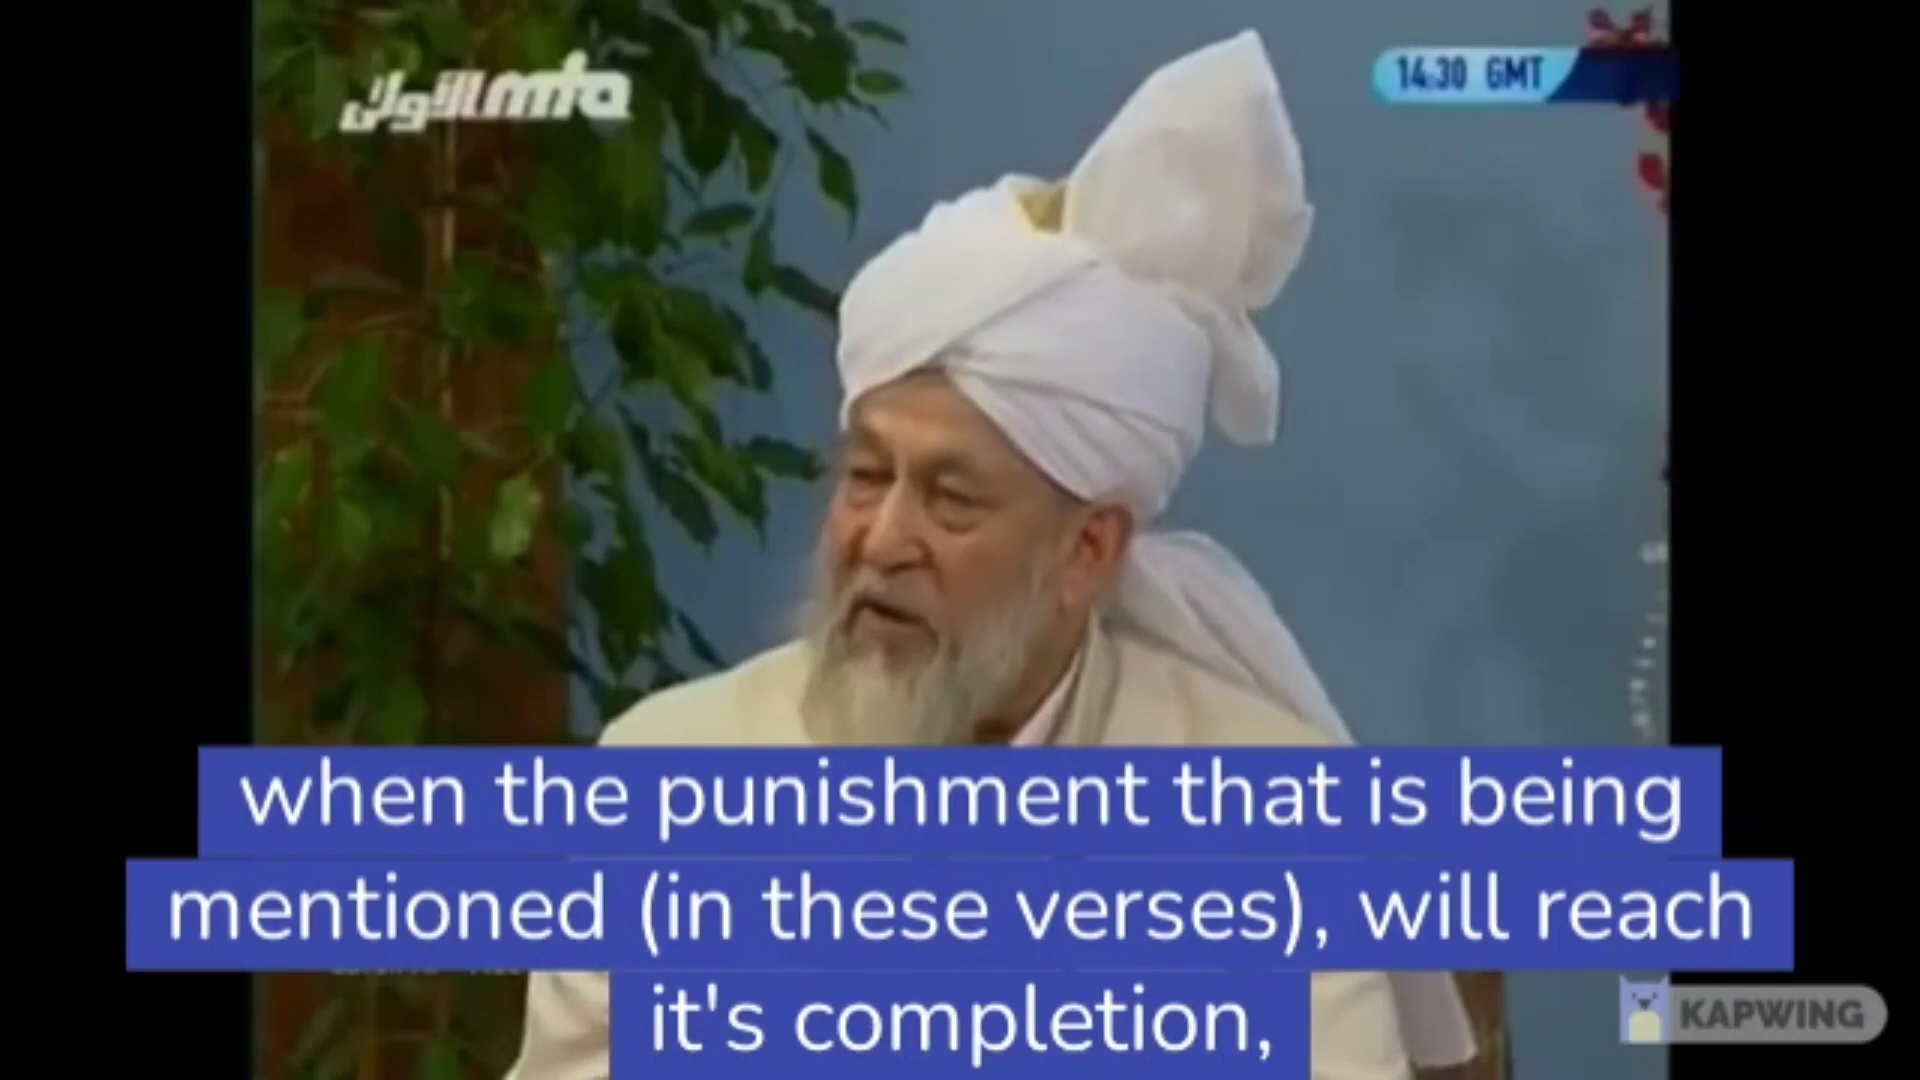 الأولى mta
14:30 GMT
when the punishment that is being
mentioned (in these verses), will reach
it's completion,
KAPWING